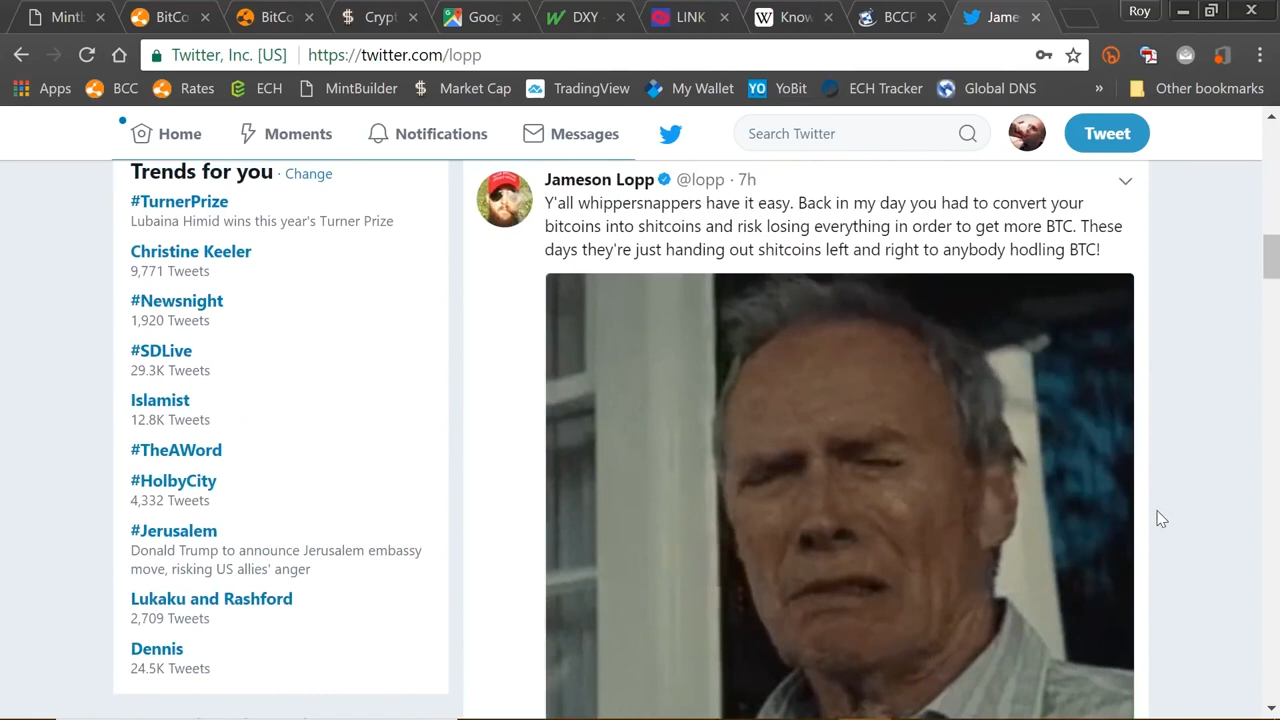 MintE
BitCo
BitCo
Crypt
Goog
DXY -
LINK
Know
BCCP
Jame
Roy
Twitter, Inc. [US]
https://twitter.com/lopp
Apps
BCC
Rates
ECH
MintBuilder
Market Cap
TradingView
My Wallet
YO
YoBit
ECH Tracker
Global DNS
»
Other bookmarks
Home
Moments
Notifications
Messages
Search Twitter
Tweet
Trends for you · Change
#TurnerPrize
Lubaina Himid wins this year's Turner Prize
Christine Keeler
9,771 Tweets
#Newsnight
1,920 Tweets
#SDLive
29.3K Tweets
Islamist
12.8K Tweets
#TheAWord
#HolbyCity
4,332 Tweets
#Jerusalem
Donald Trump to announce Jerusalem embassy
move, risking US allies' anger
Lukaku and Rashford
2,709 Tweets
Dennis
24.5K Tweets
Jameson Lopp @lopp · 7h
Y'all whippersnappers have it easy. Back in my day you had to convert your
bitcoins into shitcoins and risk losing everything in order to get more BTC. These
days they're just handing out shitcoins left and right to anybody hodling BTC!